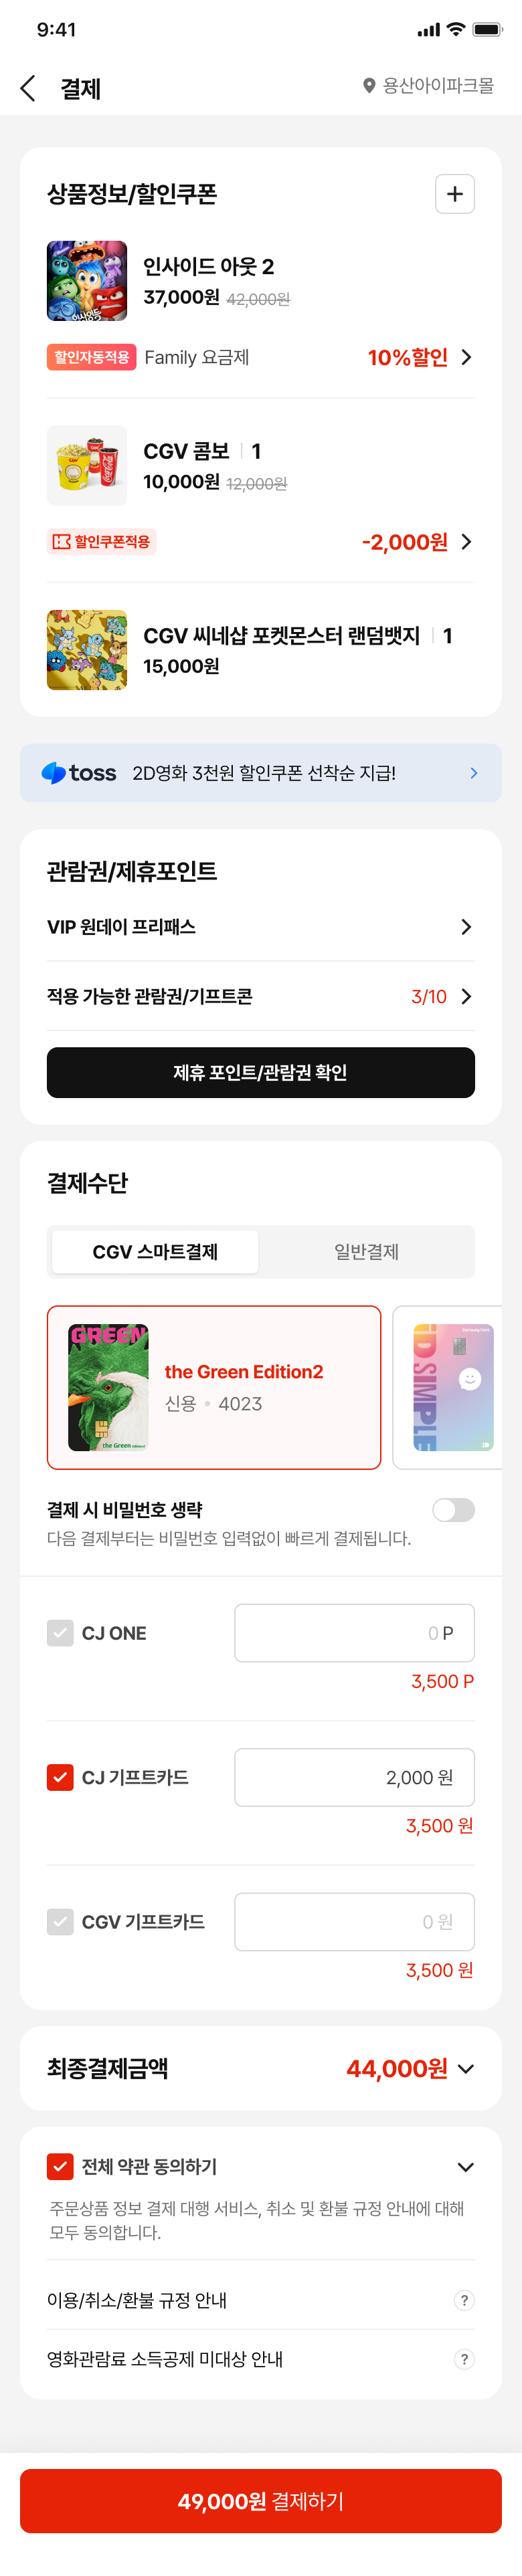 9:41
결제
용산아이파크몰
상품정보/할인쿠폰
인사이드 아웃 2
37,000원 42,000원
할인자동적용 Family 요금제 10%할인
CGV 콤보 | 1
10,000원 12,000원
할인쿠폰적용 -2,000원
CGV 씨네샵 포켓몬스터 랜덤뱃지 | 1
15,000원
toss 2D영화 3천원 할인쿠폰 선착순 지급!
관람권/제휴포인트
VIP 원데이 프리패스
적용 가능한 관람권/기프트콘 3/10
제휴 포인트/관람권 확인
결제수단
CGV 스마트결제 일반결제
GREEN
the Green Edition2
신용 • 4023
the Green Edition2
Samsung Card
D SIMPLE
결제 시 비밀번호 생략
다음 결제부터는 비밀번호 입력없이 빠르게 결제됩니다.
CJ ONE 0 P
3,500 P
CJ 기프트카드 2,000 원
3,500 원
CGV 기프트카드 0 원
3,500 원
최종결제금액 44,000원
전체 약관 동의하기
주문상품 정보 결제 대행 서비스, 취소 및 환불 규정 안내에 대해
모두 동의합니다.
이용/취소/환불 규정 안내 ?
영화관람료 소득공제 미대상 안내 ?
49,000원 결제하기